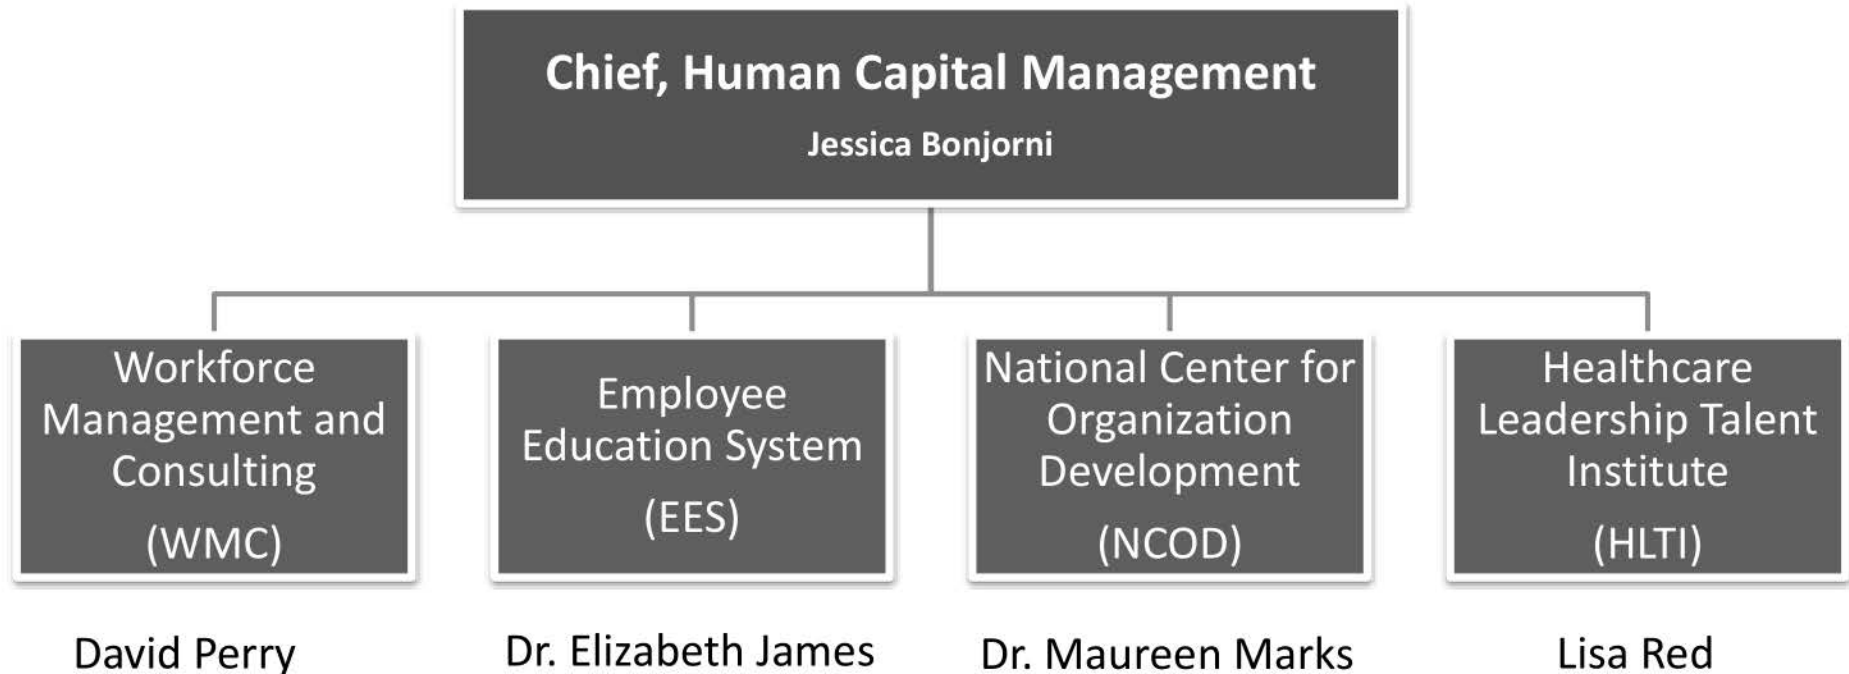 Chief, Human Capital Management
Jessica Bonjorni
Workforce
Management and
Consulting
(WMC)
Employee
Education System
(EES)
National Center for
Organization
Development
(NCOD)
Healthcare
Leadership Talent
Institute
(HLTI)
David Perry
Dr. Elizabeth James
Dr. Maureen Marks
Lisa Red